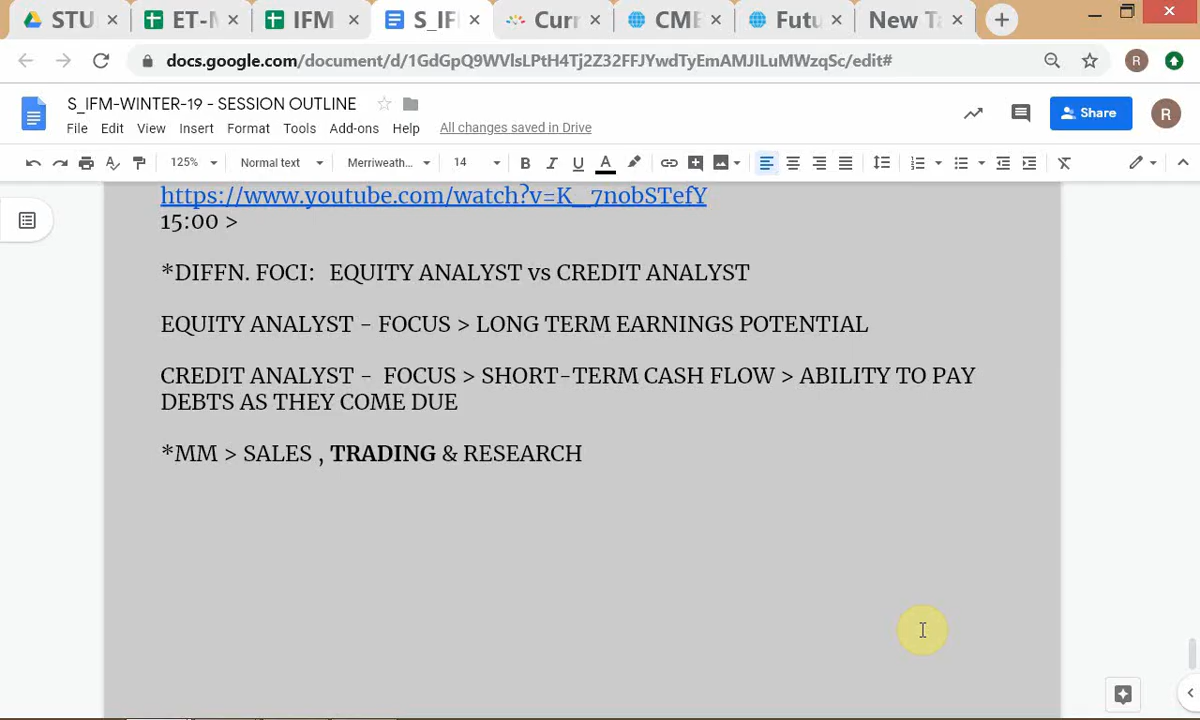 STU
ET-M
IFM
S_IF
Curr
CME
Futu
New Ta
docs.google.com/document/d/1GdGpQ9WVlsLPtH4Tj2Z32FFJYwdTyEmAMJILuMWzqSc/edit#
R
S_IFM-WINTER-19 - SESSION OUTLINE
Share
R
File Edit View Insert Format Tools Add-ons Help All changes saved in Drive
125% Normal text Merriweath... 14 B I U A
https://www.youtube.com/watch?v=K_7nobSTefY
15:00 >
*DIFFN. FOCI: EQUITY ANALYST vs CREDIT ANALYST
EQUITY ANALYST - FOCUS > LONG TERM EARNINGS POTENTIAL
CREDIT ANALYST - FOCUS > SHORT-TERM CASH FLOW > ABILITY TO PAY
DEBTS AS THEY COME DUE
*MM > SALES , TRADING & RESEARCH